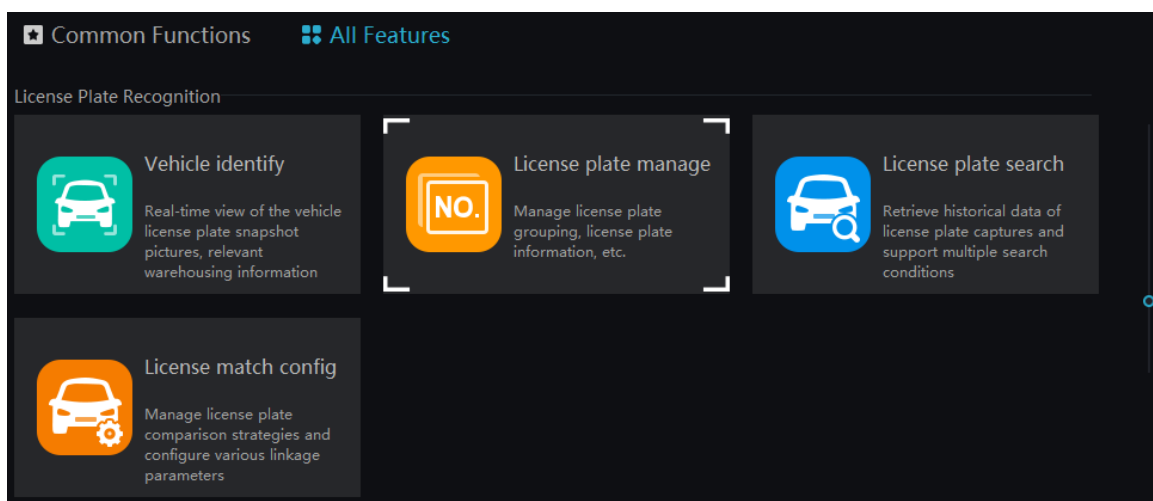 Common Functions
All Features
License Plate Recognition
Vehicle identify
Real-time view of the vehicle
license plate snapshot
pictures, relevant
warehousing information
NO.
License plate manage
Manage license plate
grouping, license plate
information, etc.
License plate search
Retrieve historical data of
license plate captures and
support multiple search
conditions
License match config
Manage license plate
comparison strategies and
configure various linkage
parameters